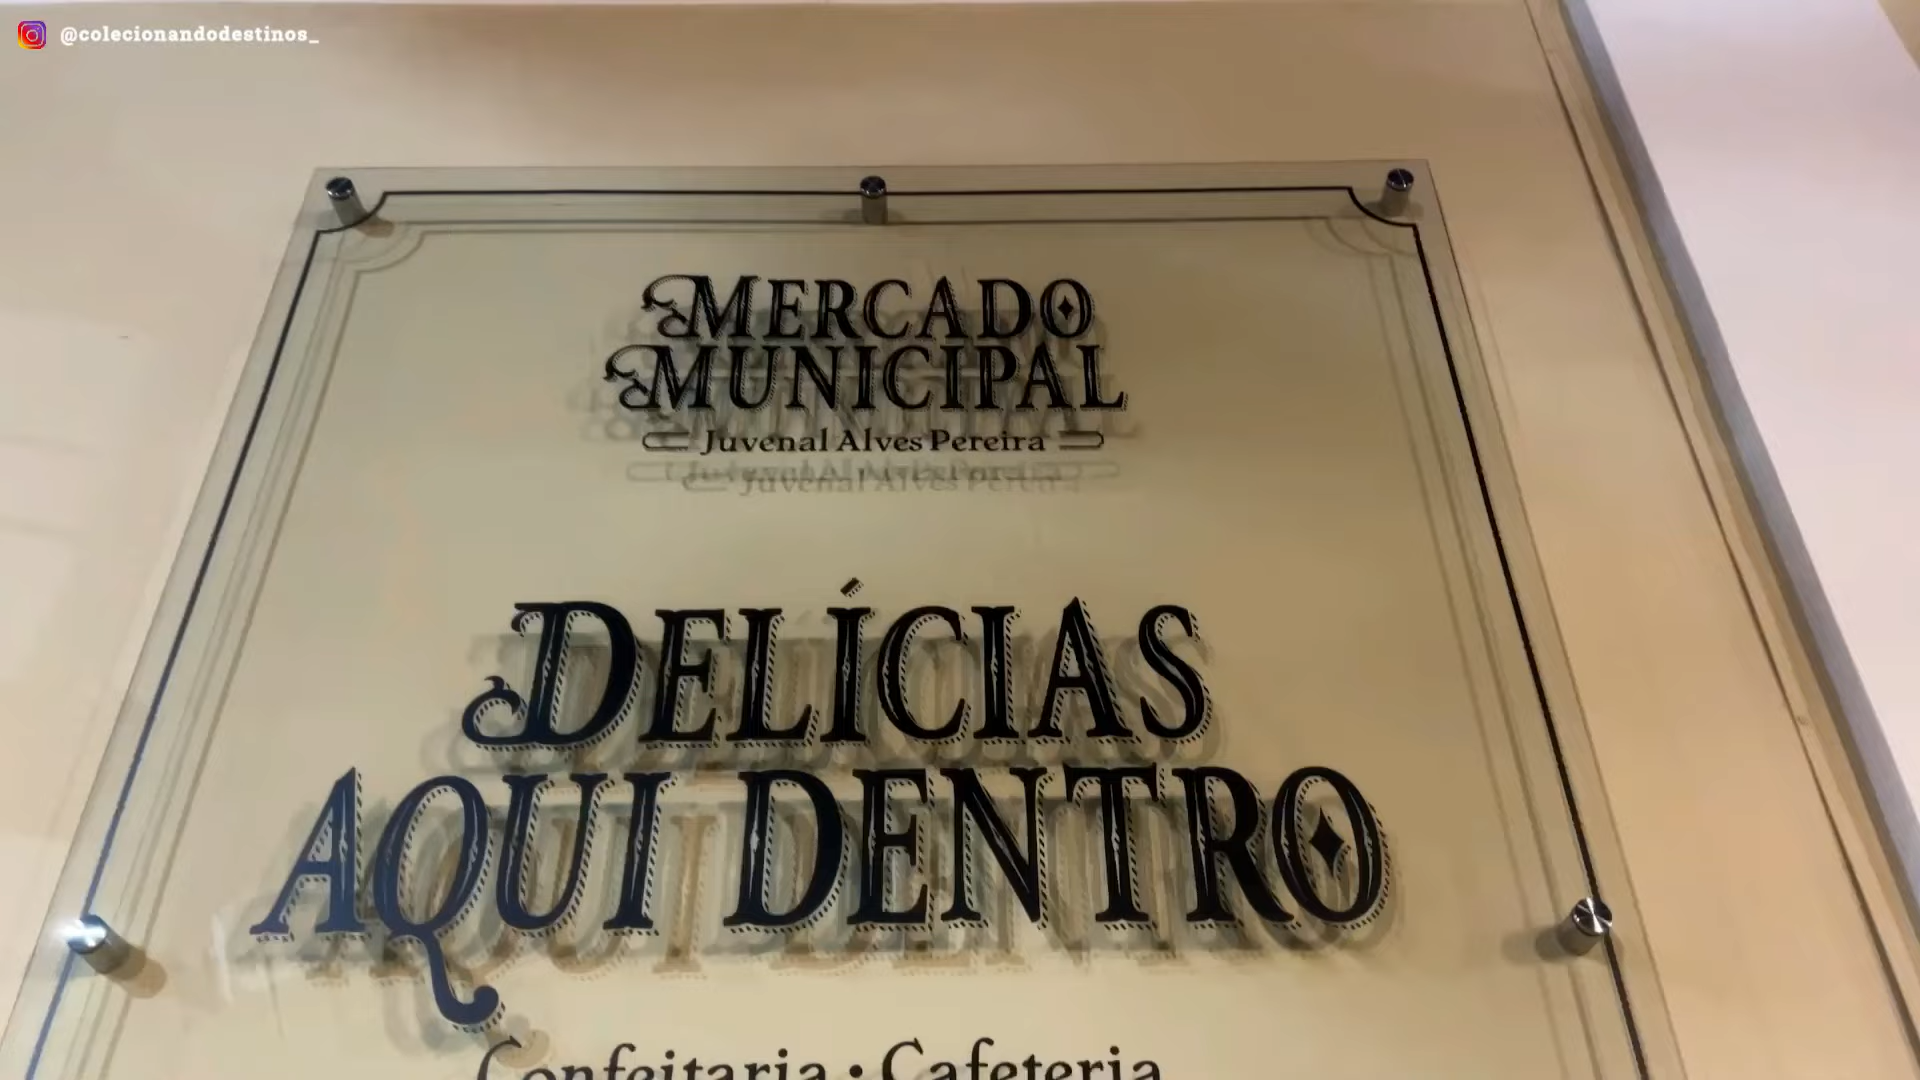 @colecionandodestinos_
MERCADO
MUNICIPAL
Juvenal Alves Pereira
DELÍCIAS
AQUI DENTRO
Confeitaria • Cafeteria